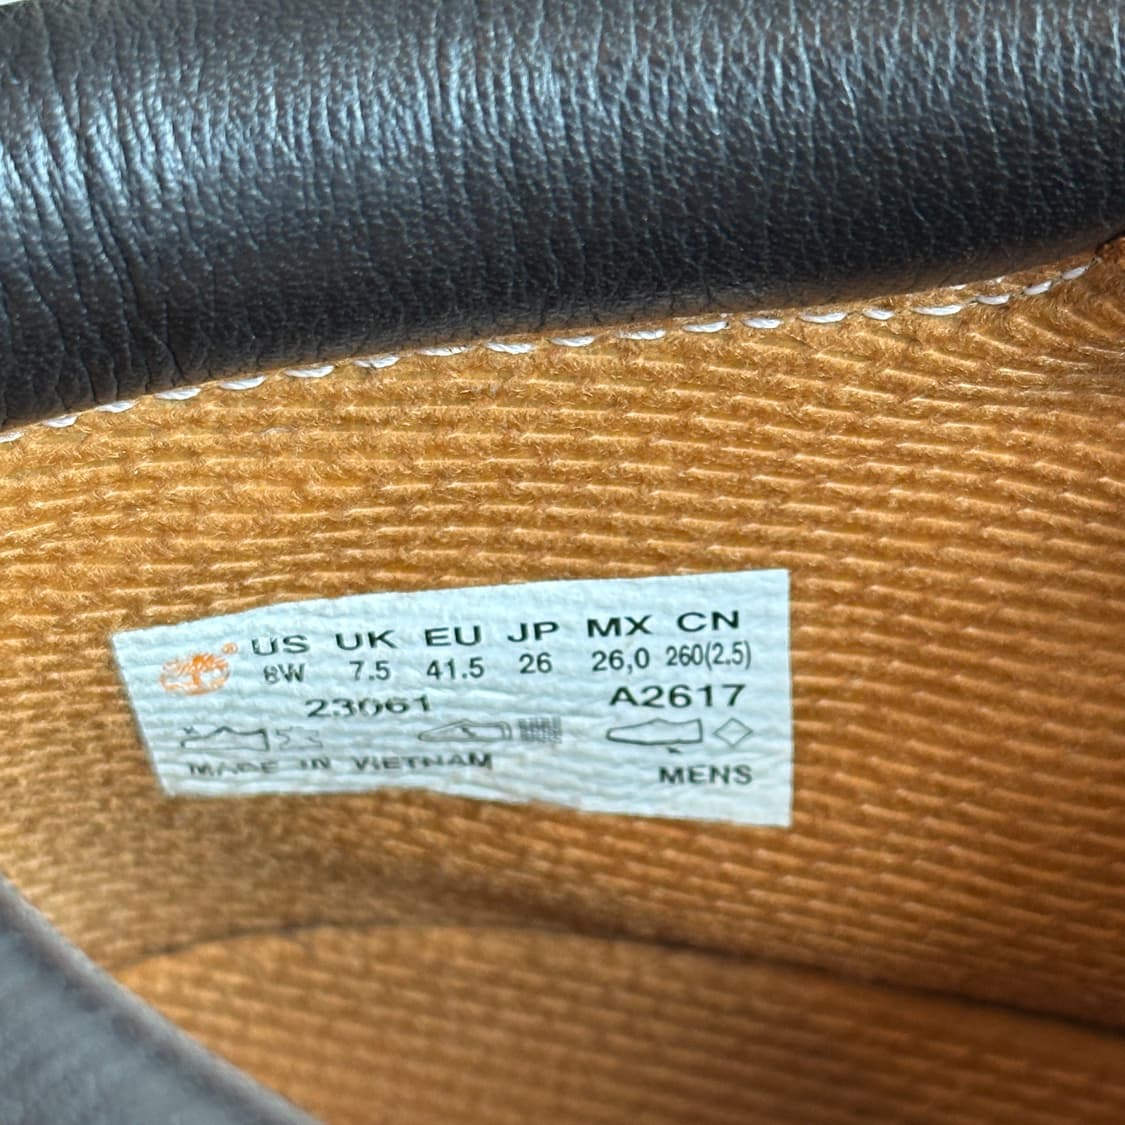 US UK EU JP MX CN
8W 7.5 41.5 26 26,0 260(2.5)
23061 A2617
MADE IN VIETNAM MENS